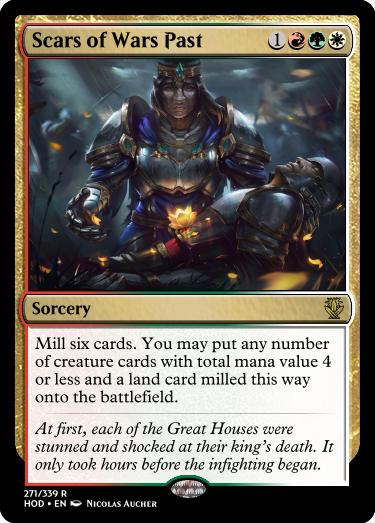 Scars of Wars Past 1
Sorcery
Mill six cards. You may put any number
of creature cards with total mana value 4
or less and a land card milled this way
onto the battlefield.
At first, each of the Great Houses were
stunned and shocked at their king's death. It
only took hours before the infighting began.
271/339 R
HOD • EN Nicolas Aucher